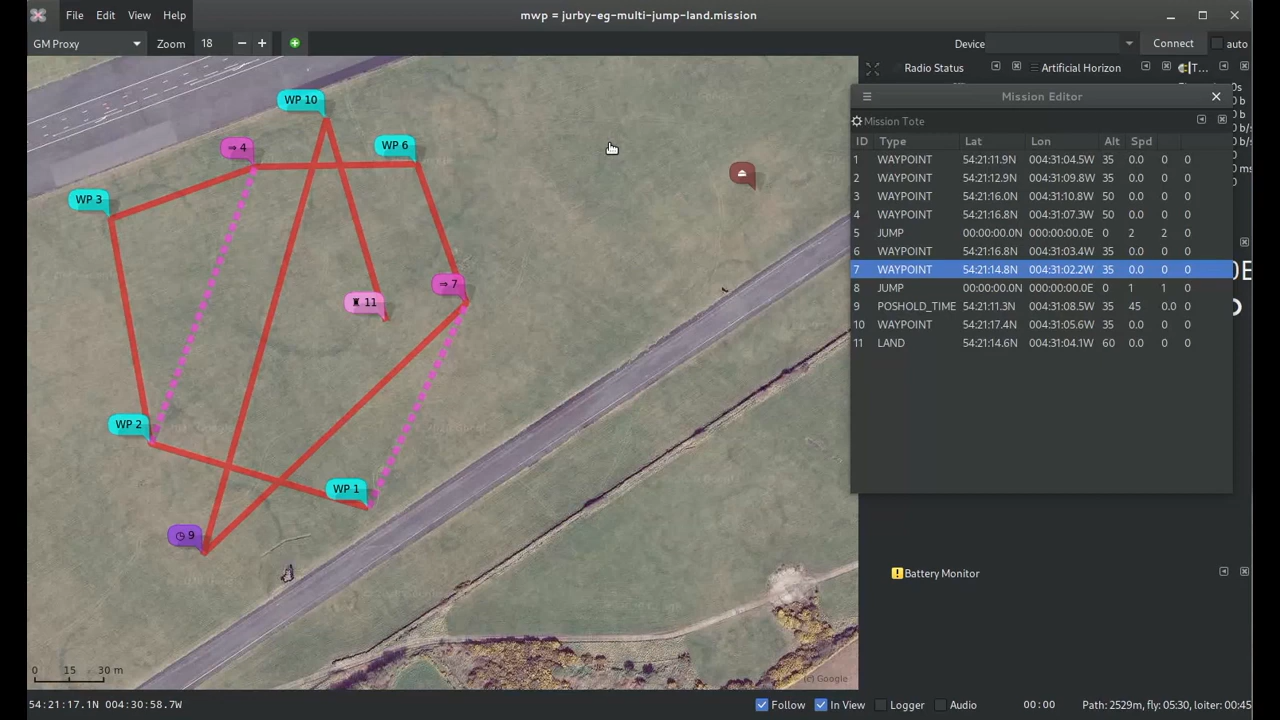 File Edit View Help mwp = jurby-eg-multi-jump-land.mission
GM Proxy Zoom 18 Device Connect auto
Radio Status Artificial Horizon T...
Mission Editor
Mission Tote
ID Type Lat Lon Alt Spd
1 WAYPOINT 54:21:11.9N 004:31:04.5W 35 0.0 0 0
2 WAYPOINT 54:21:12.9N 004:31:09.8W 35 0.0 0 0
3 WAYPOINT 54:21:16.0N 004:31:10.8W 50 0.0 0 0
4 WAYPOINT 54:21:16.8N 004:31:07.3W 50 0.0 0 0
5 JUMP 00:00:00.0N 000:00:00.0E 0 2 2 0
6 WAYPOINT 54:21:16.8N 004:31:03.4W 35 0.0 0 0
7 WAYPOINT 54:21:14.8N 004:31:02.2W 35 0.0 0 0
8 JUMP 00:00:00.0N 000:00:00.0E 0 1 1 0
9 POSHOLD_TIME 54:21:11.3N 004:31:08.5W 35 45 0.0 0
10 WAYPOINT 54:21:17.4N 004:31:05.6W 35 0.0 0 0
11 LAND 54:21:14.6N 004:31:04.1W 60 0.0 0 0
WP 10
⇒ 4
WP 6
WP 3
⇒ 7
11
WP 2
WP 1
9
Battery Monitor
0 15 30 m
(c) Google
54:21:17.1N 004:30:58.7W Follow In View Logger Audio 00:00 Path: 2529m, fly: 05:30, loiter: 00:45